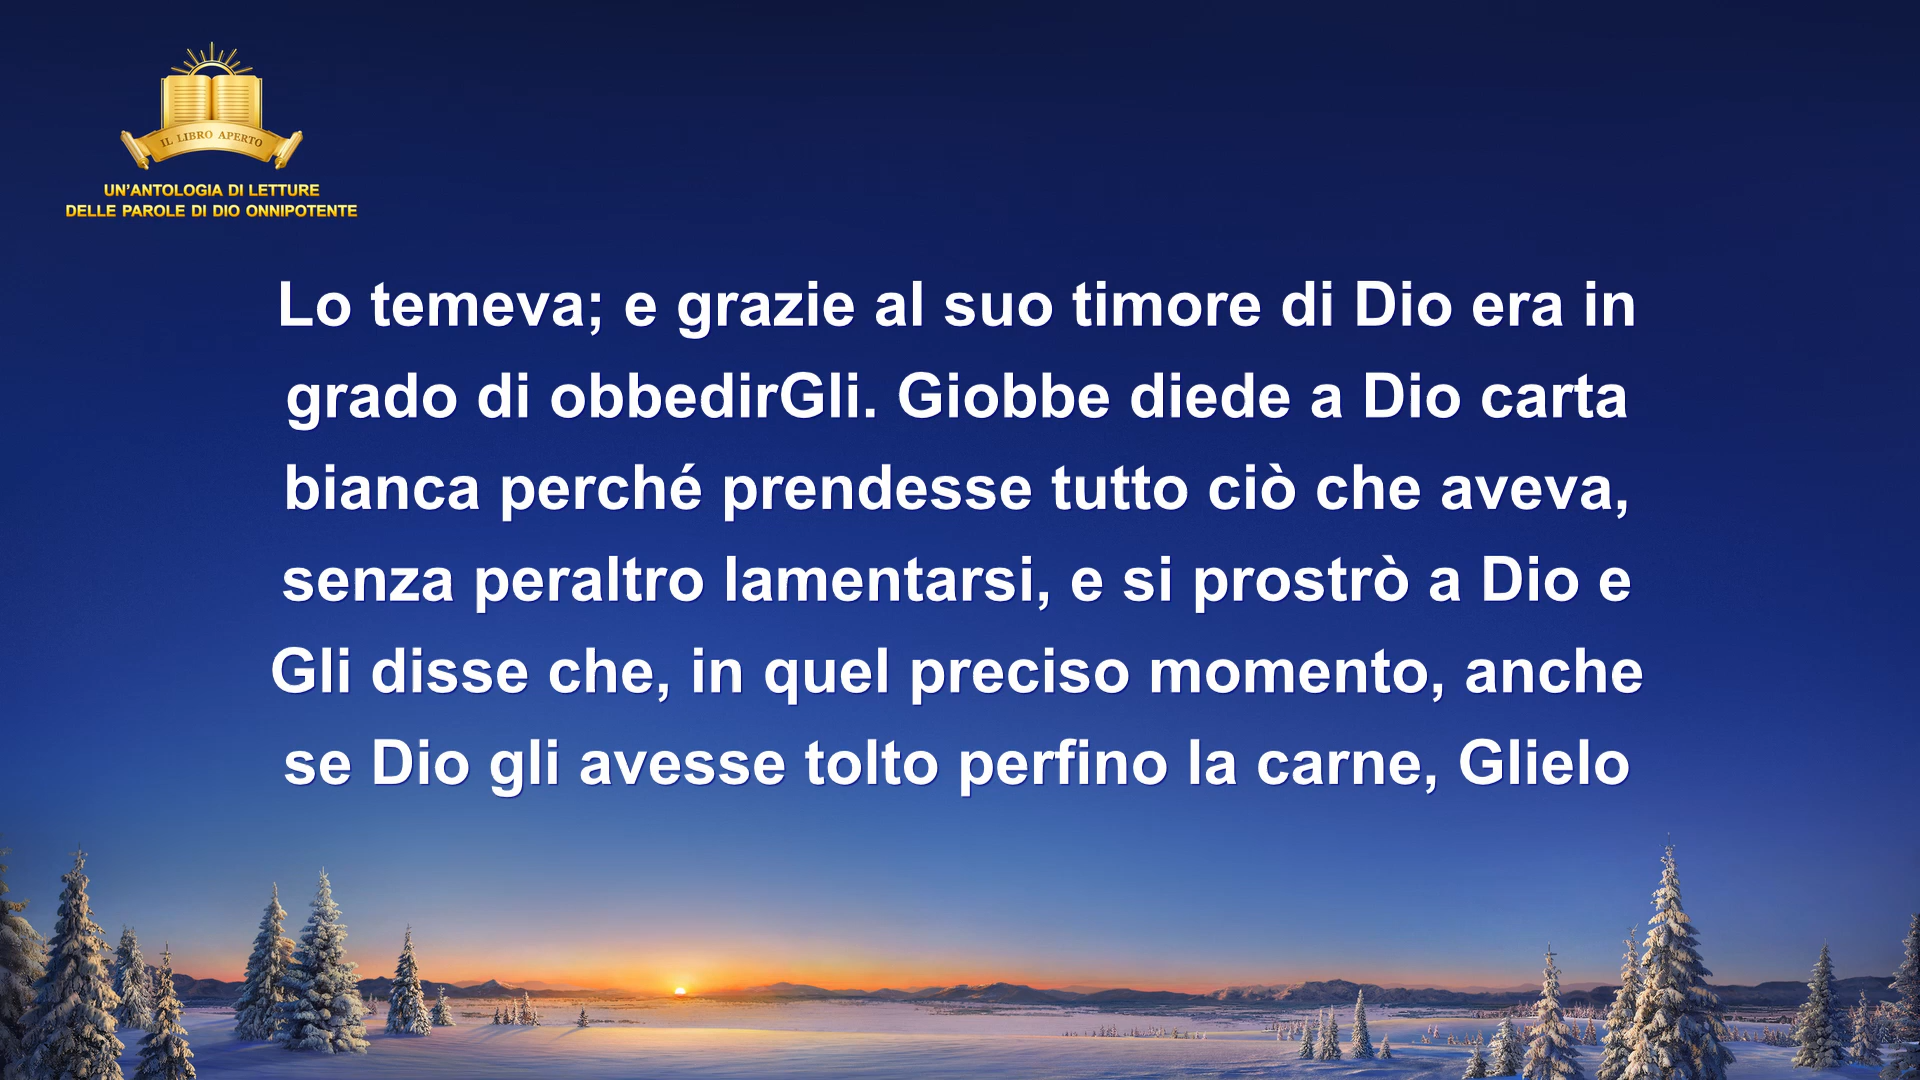 IL LIBRO APERTO
UN’ANTOLOGIA DI LETTURE
DELLE PAROLE DI DIO ONNIPOTENTE
Lo temeva; e grazie al suo timore di Dio era in
grado di obbedirGli. Giobbe diede a Dio carta
bianca perché prendesse tutto ciò che aveva,
senza peraltro lamentarsi, e si prostrò a Dio e
Gli disse che, in quel preciso momento, anche
se Dio gli avesse tolto perfino la carne, Glielo